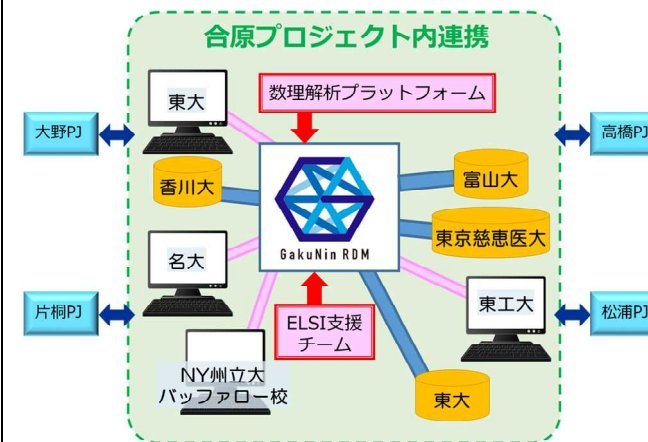 合原プロジェクト内連携
東大
数理解析プラットフォーム
大野PJ
高橋PJ
香川大
富山大
GakuNin RDM
東京慈恵医大
名大
東工大
片桐PJ
ELSI支援
チーム
松浦PJ
NY州立大
バッファロー校
東大